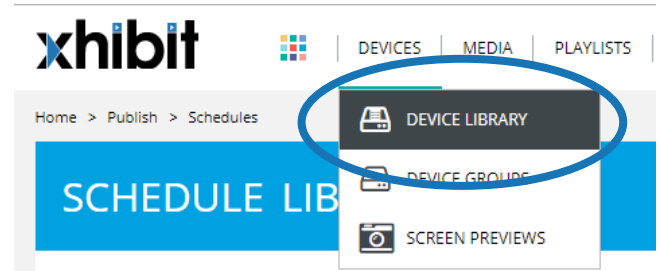 xhibit
DEVICES MEDIA PLAYLISTS
Home > Publish > Schedules
DEVICE LIBRARY
DEVICE GROUPS
SCHEDULE LIB
SCREEN PREVIEWS